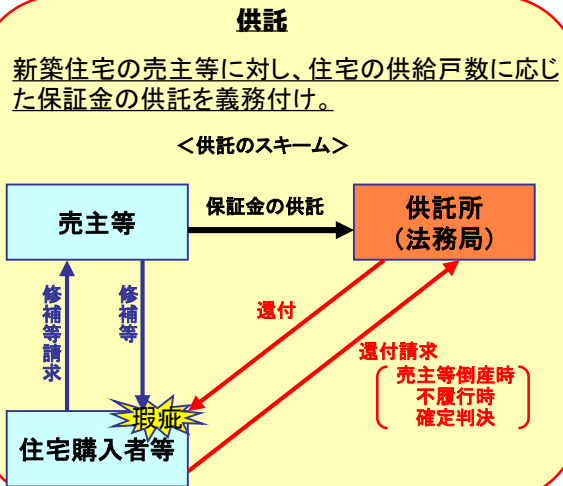 供託
新築住宅の売主等に対し、住宅の供給戸数に応じ
た保証金の供託を義務付け。
＜供託のスキーム＞
売主等
保証金の供託
供託所
（法務局）
修補等請求
修補等
還付
還付請求
売主等倒産時
不履行時
確定判決
瑕疵
住宅購入者等